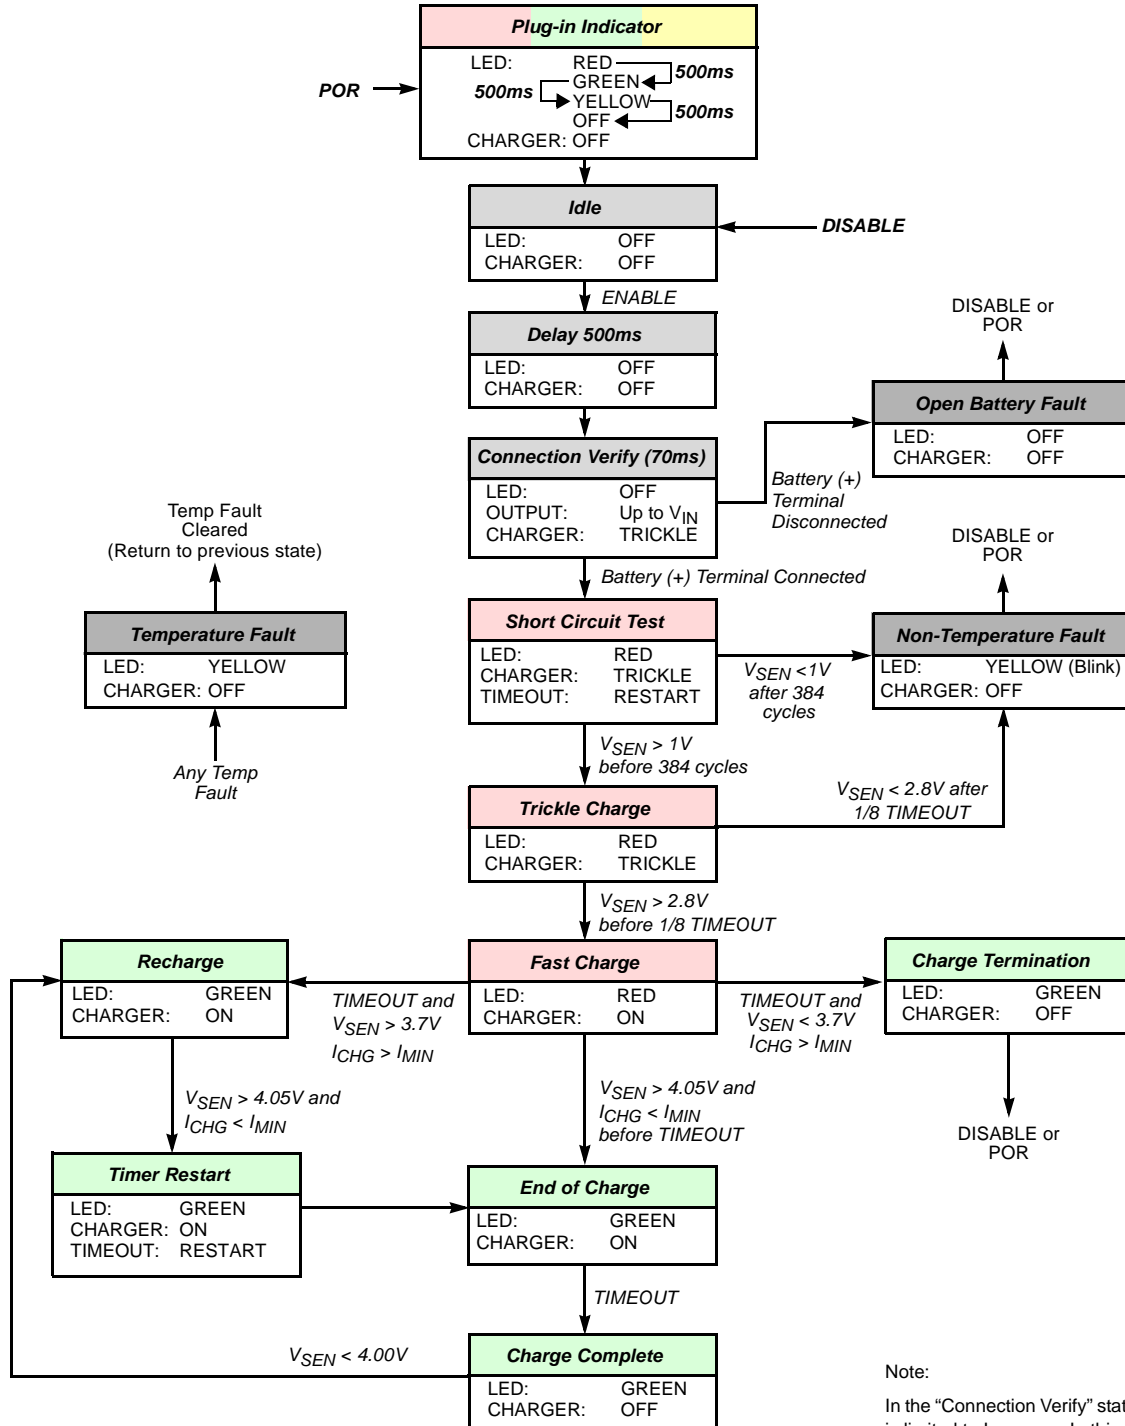 Plug-in Indicator
LED: RED
GREEN
YELLOW
OFF
500ms
500ms
500ms
CHARGER: OFF
POR
Idle
LED: OFF
CHARGER: OFF
DISABLE
ENABLE
Delay 500ms
LED: OFF
CHARGER: OFF
DISABLE or
POR
Open Battery Fault
LED: OFF
CHARGER: OFF
Connection Verify (70ms)
LED: OFF
OUTPUT: Up to VIN
CHARGER: TRICKLE
Battery (+)
Terminal
Disconnected
Battery (+) Terminal Connected
Temp Fault
Cleared
(Return to previous state)
Temperature Fault
LED: YELLOW
CHARGER: OFF
Any Temp
Fault
Short Circuit Test
LED: RED
CHARGER: TRICKLE
TIMEOUT: RESTART
VSEN <1V
after 384
cycles
DISABLE or
POR
Non-Temperature Fault
LED: YELLOW (Blink)
CHARGER: OFF
VSEN > 1V
before 384 cycles
Trickle Charge
LED: RED
CHARGER: TRICKLE
VSEN < 2.8V after
1/8 TIMEOUT
VSEN > 2.8V
before 1/8 TIMEOUT
Recharge
LED: GREEN
CHARGER: ON
TIMEOUT and
VSEN > 3.7V
ICHG > IMIN
Fast Charge
LED: RED
CHARGER: ON
TIMEOUT and
VSEN < 3.7V
ICHG > IMIN
Charge Termination
LED: GREEN
CHARGER: OFF
DISABLE or
POR
VSEN > 4.05V and
ICHG < IMIN
VSEN > 4.05V and
ICHG < IMIN
before TIMEOUT
Timer Restart
LED: GREEN
CHARGER: ON
TIMEOUT: RESTART
End of Charge
LED: GREEN
CHARGER: ON
TIMEOUT
VSEN < 4.00V
Charge Complete
LED: GREEN
CHARGER: OFF
Note:
In the “Connection Verify”